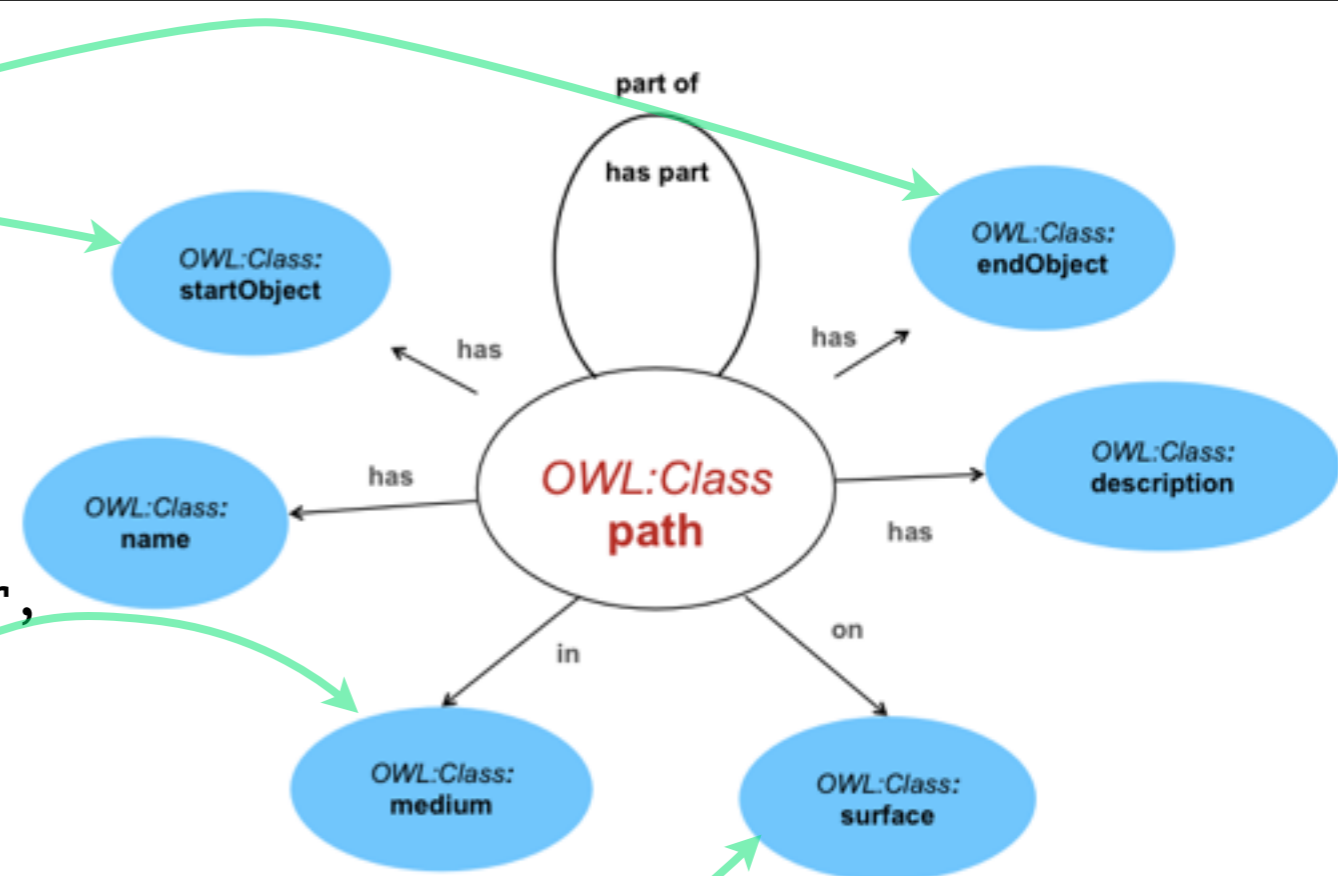 part of
has part
OWL:Class:
startObject
OWL:Class:
endObject
has
has
OWL:Class:
name
has
OWL:Class
path
OWL:Class:
description
has
,
in
on
OWL:Class:
medium
OWL:Class:
surface